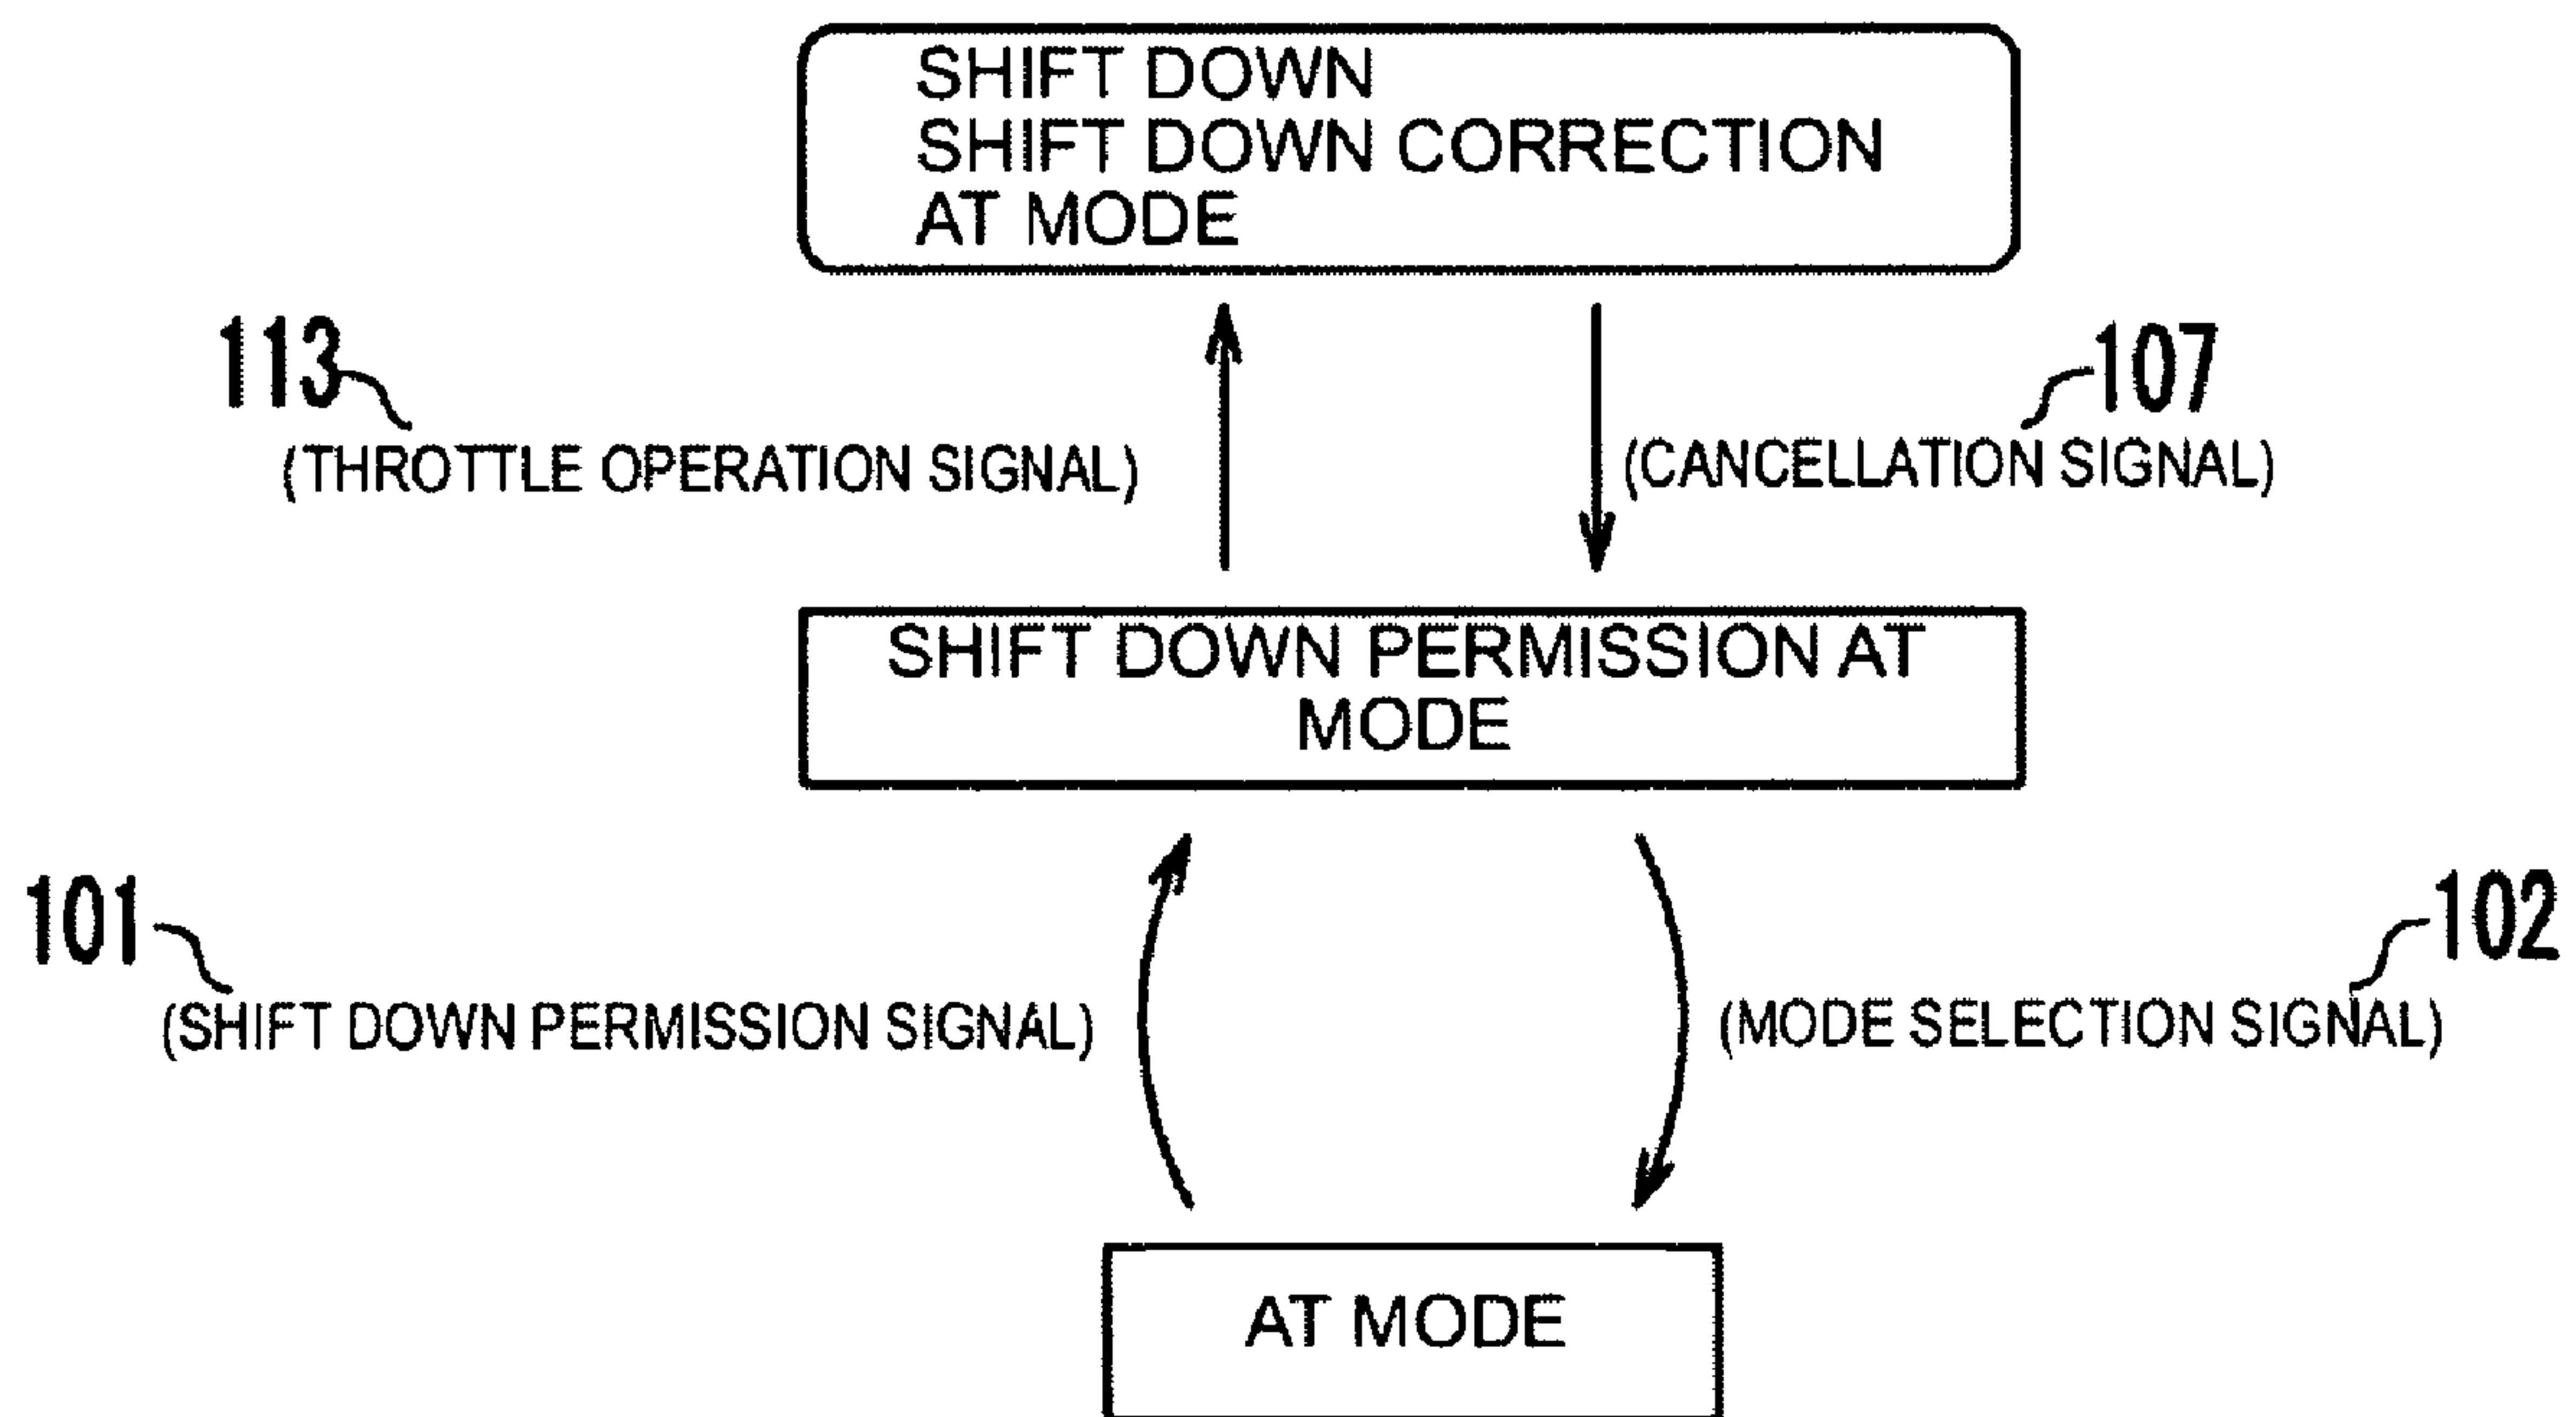 SHIFT DOWN
SHIFT DOWN CORRECTION
AT MODE
113
107
(THROTTLE OPERATION SIGNAL)
(CANCELLATION SIGNAL)
SHIFT DOWN PERMISSION AT
MODE
101
102
(SHIFT DOWN PERMISSION SIGNAL)
(MODE SELECTION SIGNAL)
AT MODE